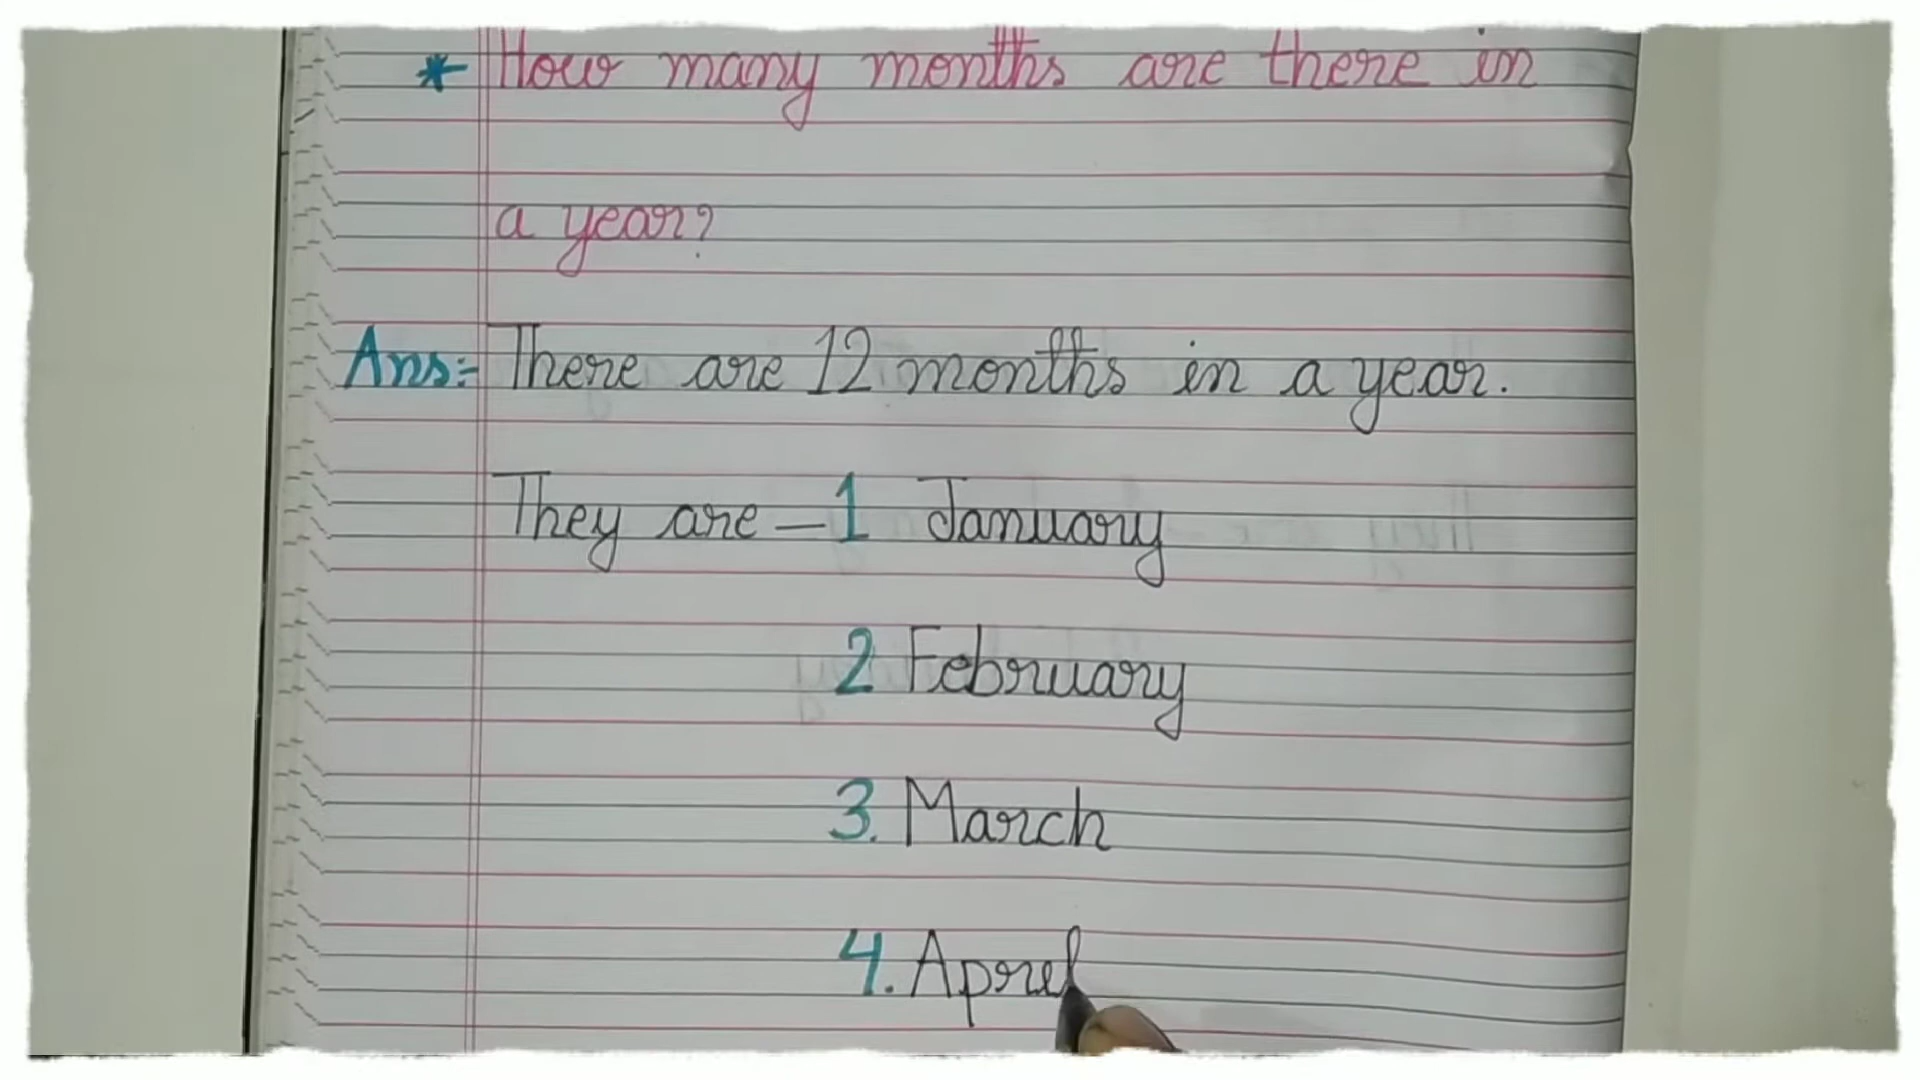 * How many months are there in
a year?
Ans:- There are 12 months in a year.
They are – 1 January
2 February
3. March
4. April